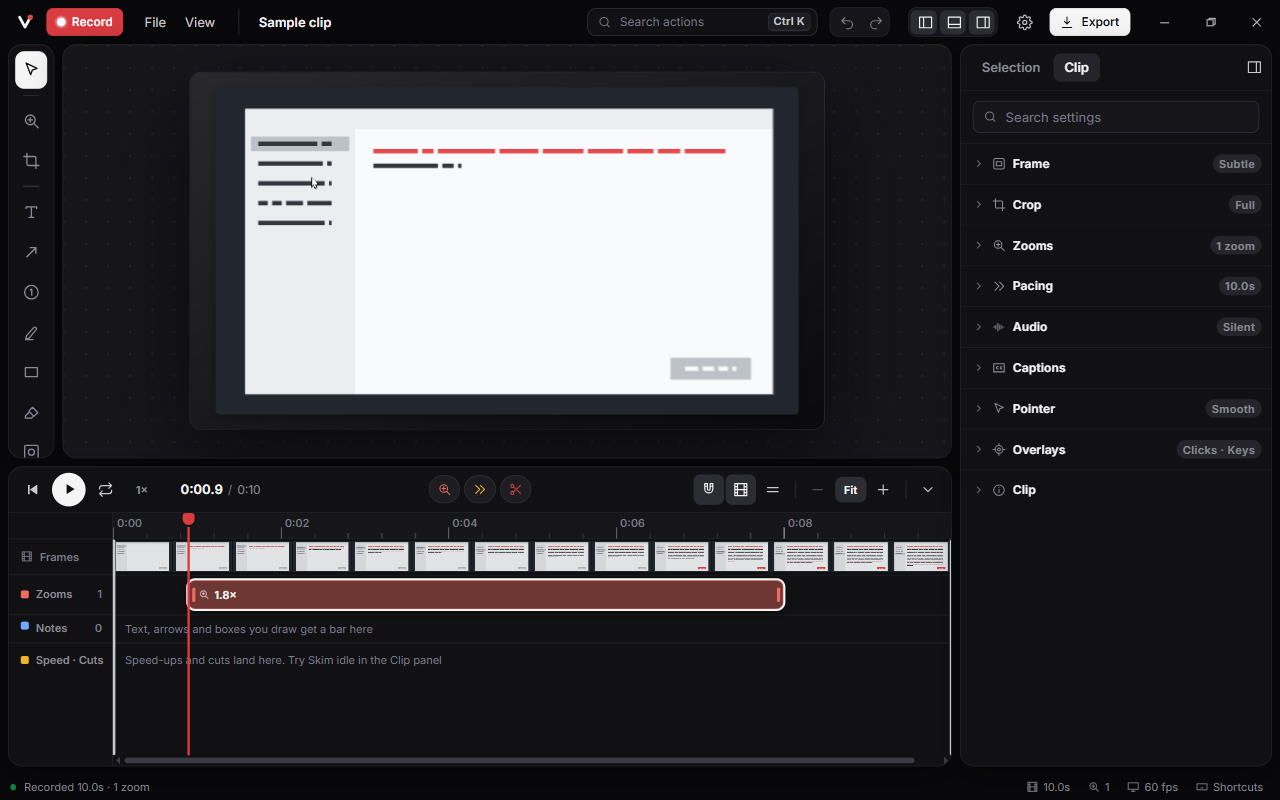 Record File View Sample clip Search actions Ctrl K Export
Selection Clip
Search settings
Frame Subtle
Crop Full
Zooms 1 zoom
Pacing 10.0s
Audio Silent
Captions
Pointer Smooth
Overlays Clicks · Keys
Clip
1
T
1× 0:00.9 / 0:10 Fit
0:00 0:02 0:04 0:06 0:08
Frames
Zooms 1 1.8×
Notes 0 Text, arrows and boxes you draw get a bar here
Speed · Cuts Speed-ups and cuts land here. Try Skim idle in the Clip panel
Recorded 10.0s · 1 zoom 10.0s 1 60 fps Shortcuts